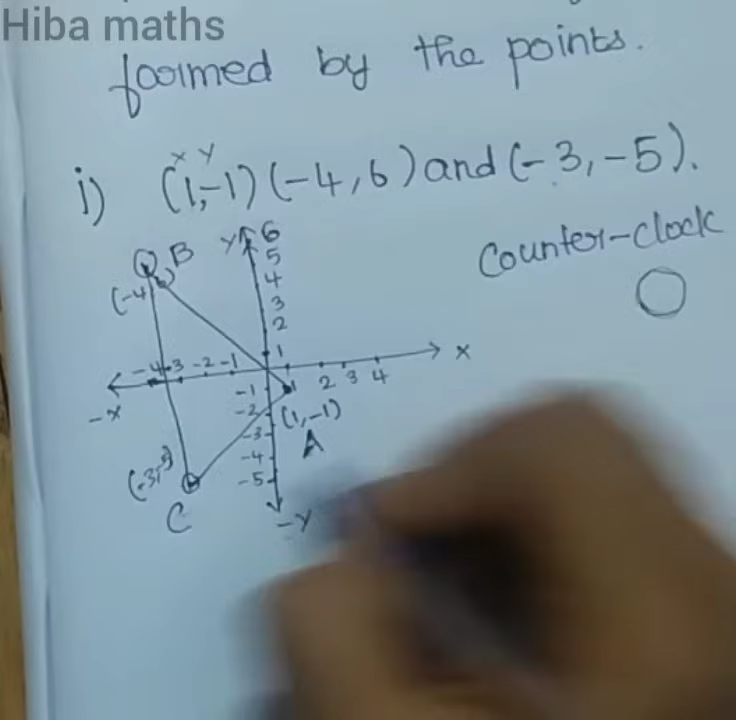 Hiba maths
formed by the points.
i) (1,-1) (-4,6) and (-3,-5).
x y
Counter-clock
B
Y 6
5
(-4
4
3
2
1
-4 -3 -2 -1
1 2 3 4
x
-x
-1
-2
(1,-1)
-3
A
-4
(-3,-5)
-5
C
-Y